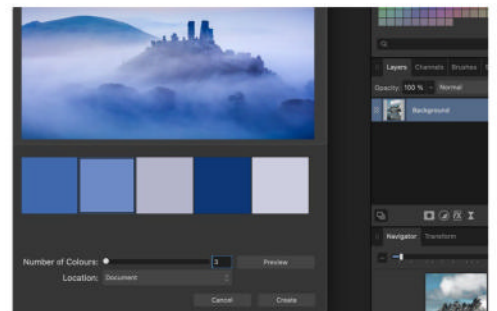 Layers Channels Brushes
Opacity: 100 % Normal
Background
Navigator Transform
Number of Colours: 3 Preview
Location: Document
Cancel Create